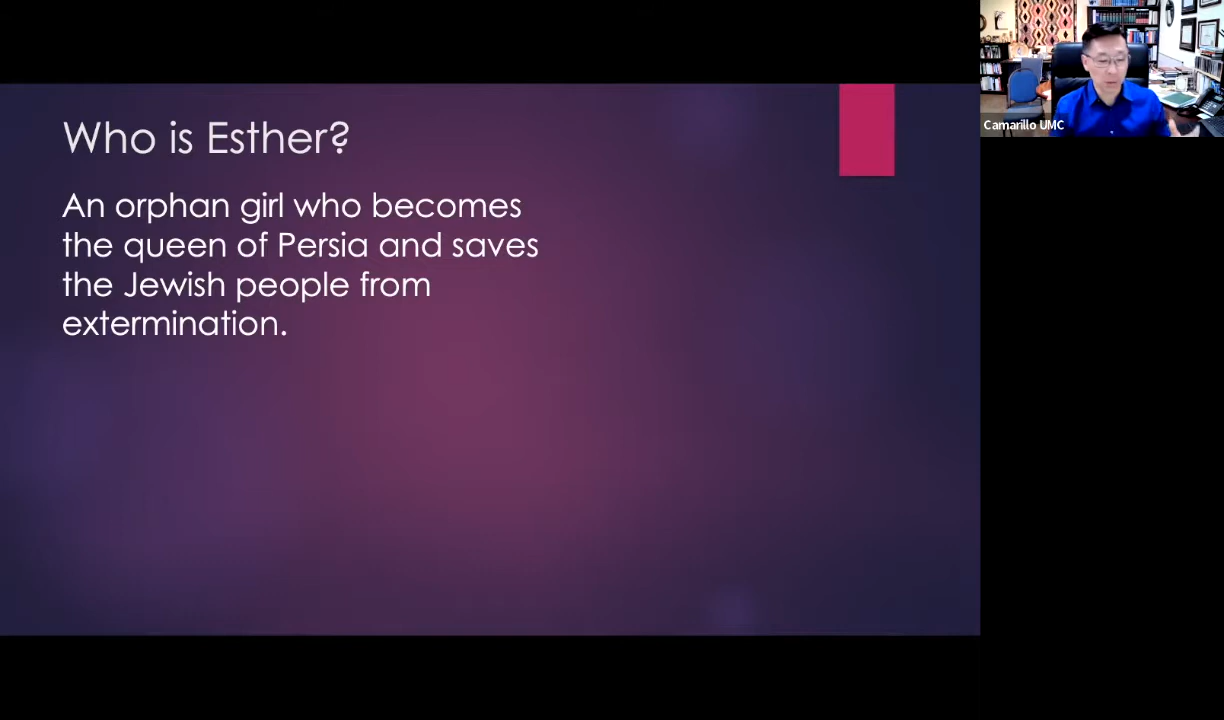 Who is Esther?
An orphan girl who becomes
the queen of Persia and saves
the Jewish people from
extermination.
Camarillo UMC